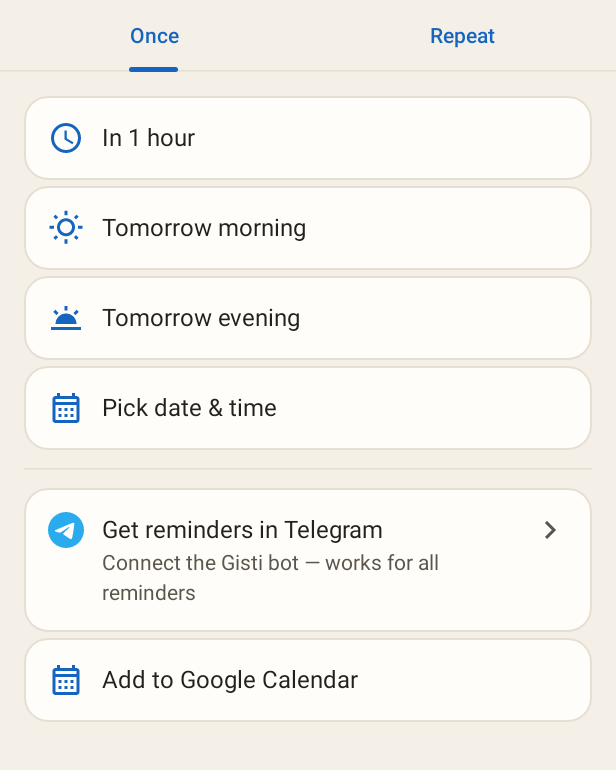 Once
Repeat
In 1 hour
Tomorrow morning
Tomorrow evening
Pick date & time
Get reminders in Telegram
Connect the Gisti bot — works for all
reminders
Add to Google Calendar